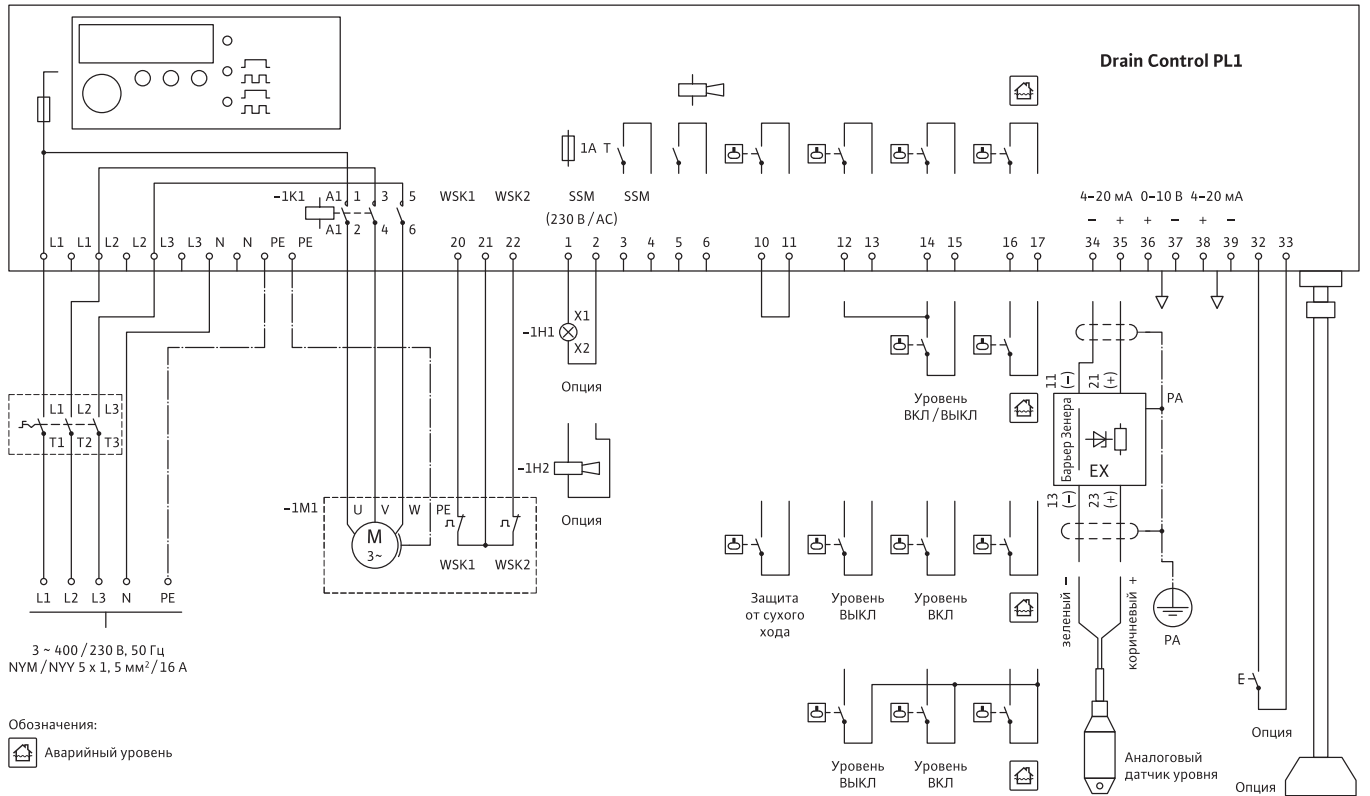 Drain Control PL1
1A T
-1K1 A1 1 3 5 WSK1 WSK2 SSM SSM
4–20 мА 0–10 В 4–20 мА
(230 В / AC)
– + + – + –
A1 2 4 6
L1 L1 L2 L2 L3 L3 N N PE PE 20 21 22 1 2 3 4 5 6 10 11 12 13 14 15 16 17 34 35 36 37 38 39 32 33
X1
-1H1
X2
Опция
Уровень
ВКЛ / ВЫКЛ
11 (–) 21 (+)
PA
Барьер Зенера
EX
13 (–) 23 (+)
L1 L2 L3
T1 T2 T3
-1H2
Опция
-1M1 U V W PE
M
3~
WSK1 WSK2
L1 L2 L3 N PE
3 ~ 400 / 230 В, 50 Гц
NYM / NYY 5 x 1, 5 мм² / 16 А
Защита
от сухого
хода
Уровень
ВЫКЛ
Уровень
ВКЛ
зеленый –
коричневый +
PA
E
Опция
Обозначения:
Аварийный уровень
Уровень
ВЫКЛ
Уровень
ВКЛ
Аналоговый
датчик уровня
Опция